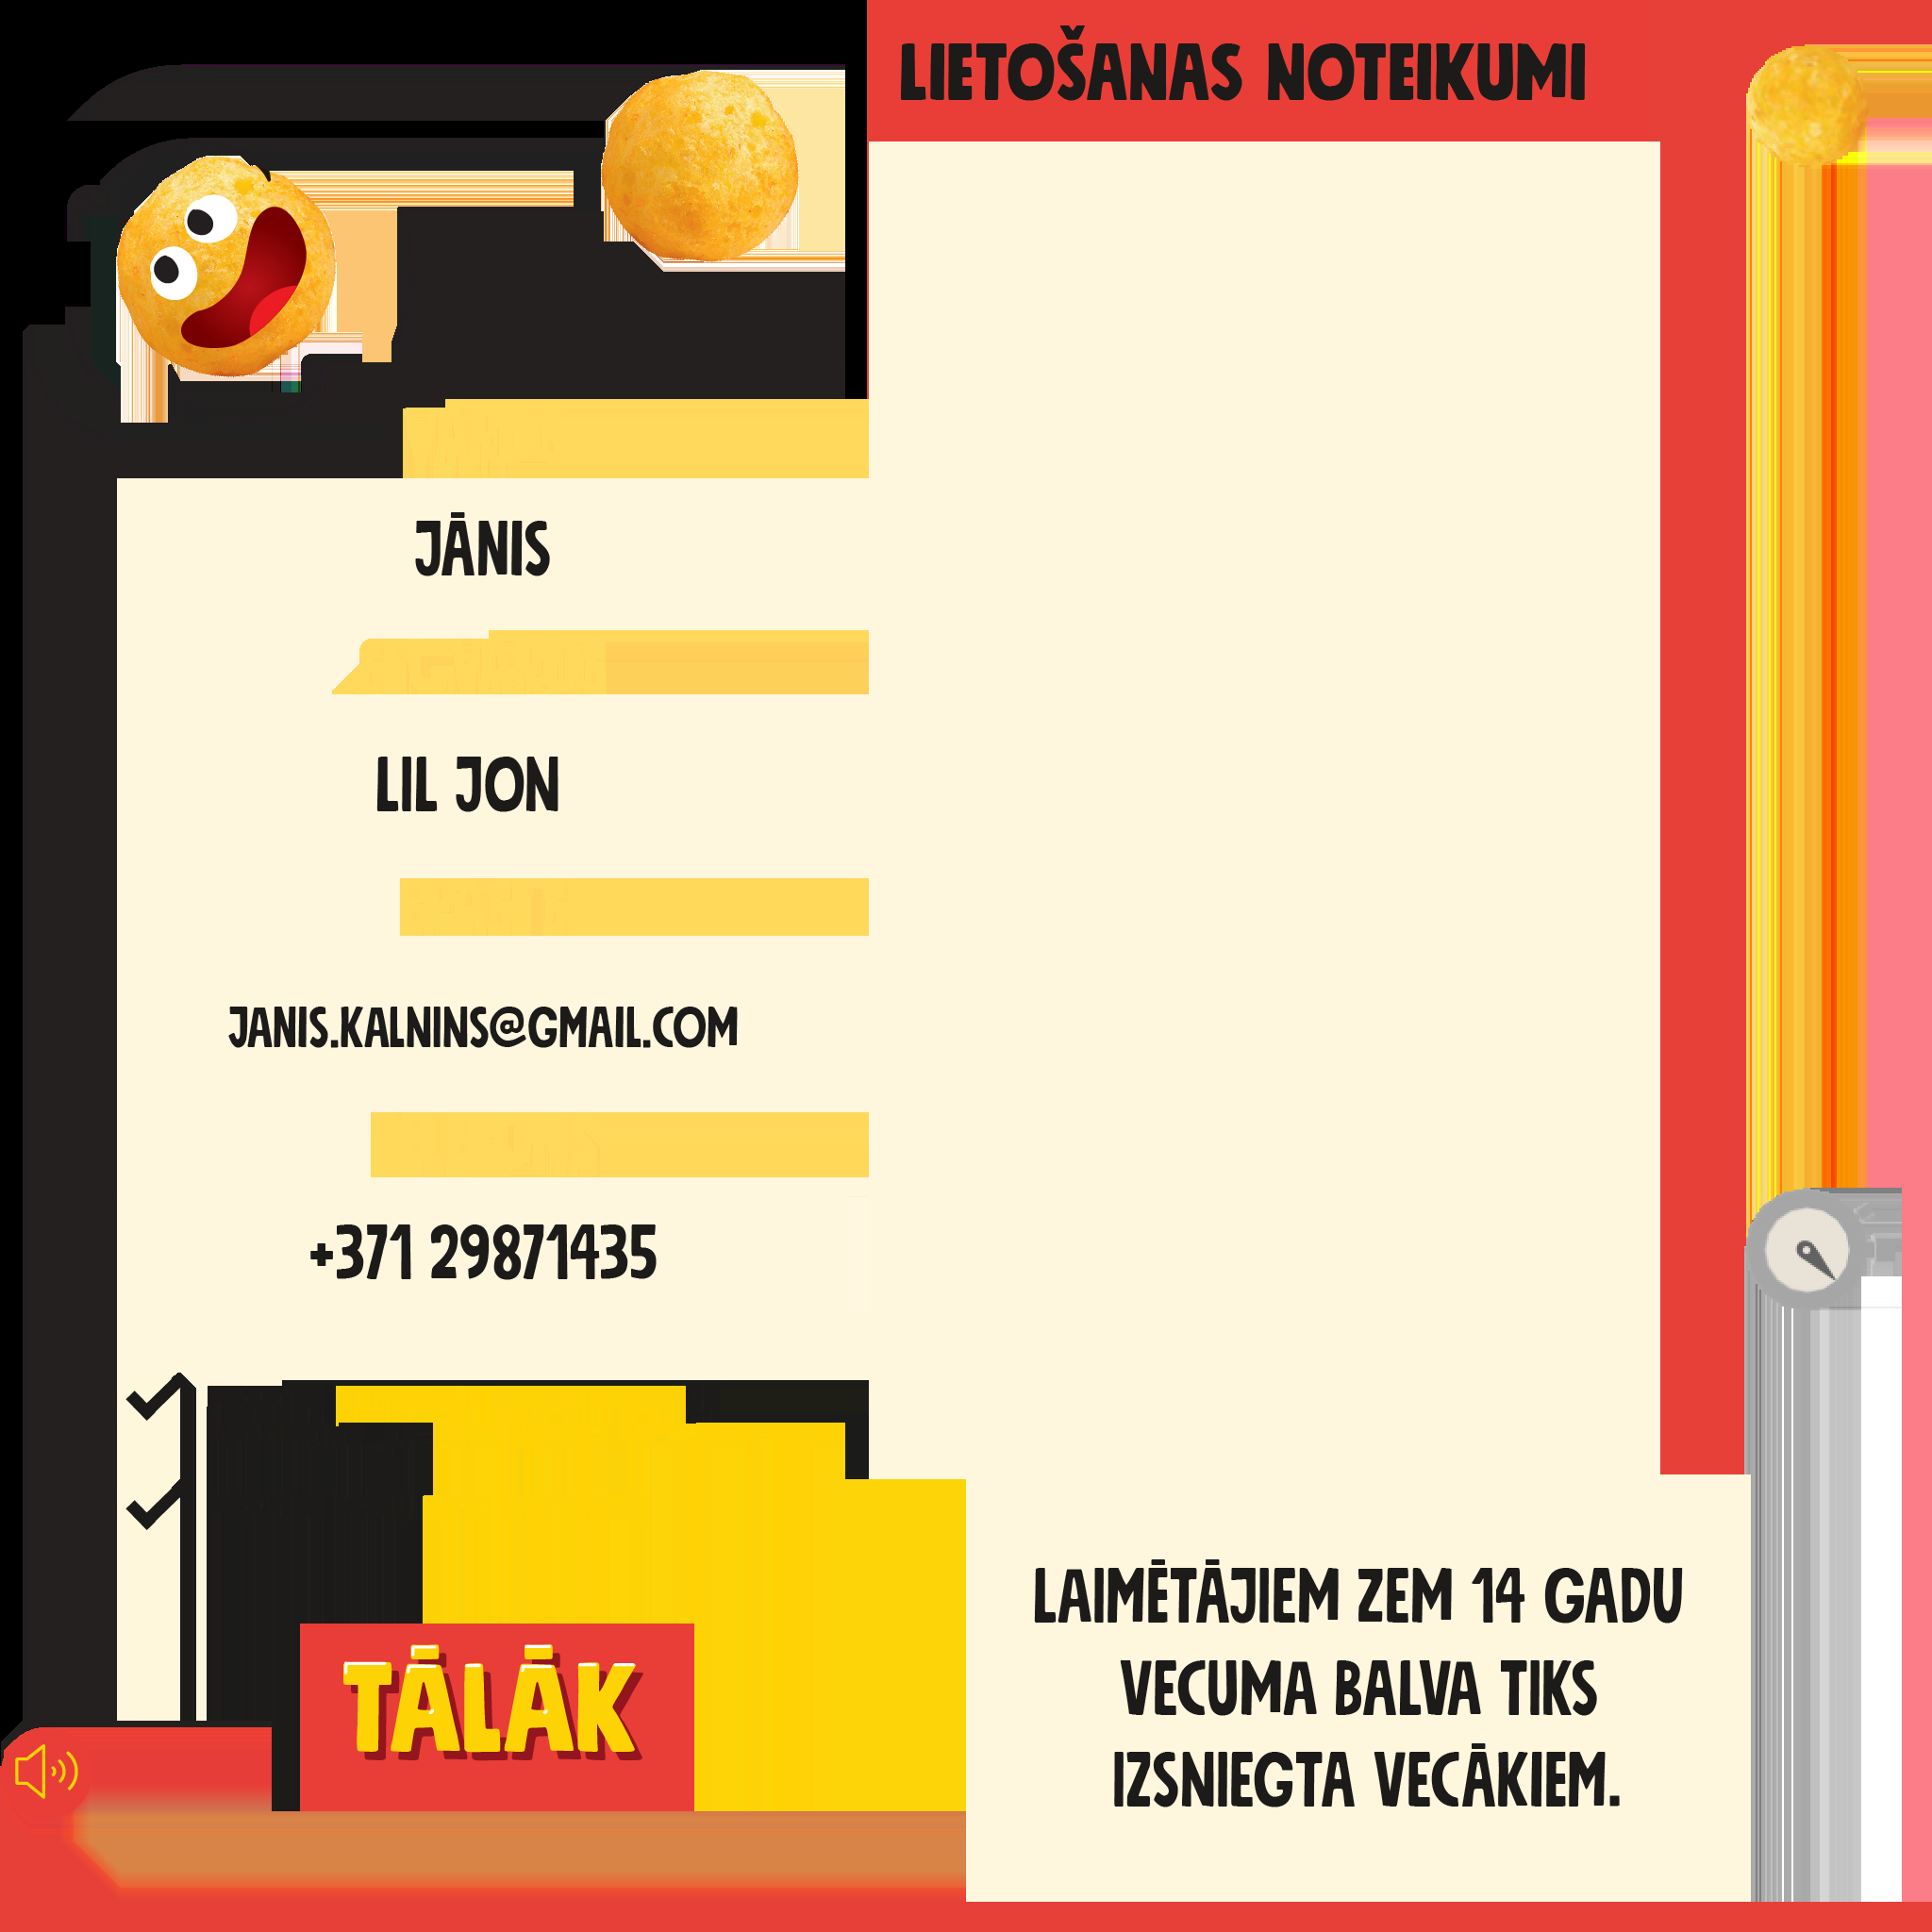 LIETOŠANAS NOTEIKUMI
JĀNIS
LIL JON
JANIS.KALNINS@GMAIL.COM
+371 29871435
TĀLĀK
LAIMĒTĀJIEM ZEM 14 GADU
VECUMA BALVA TIKS
IZSNIEGTA VECĀKIEM.